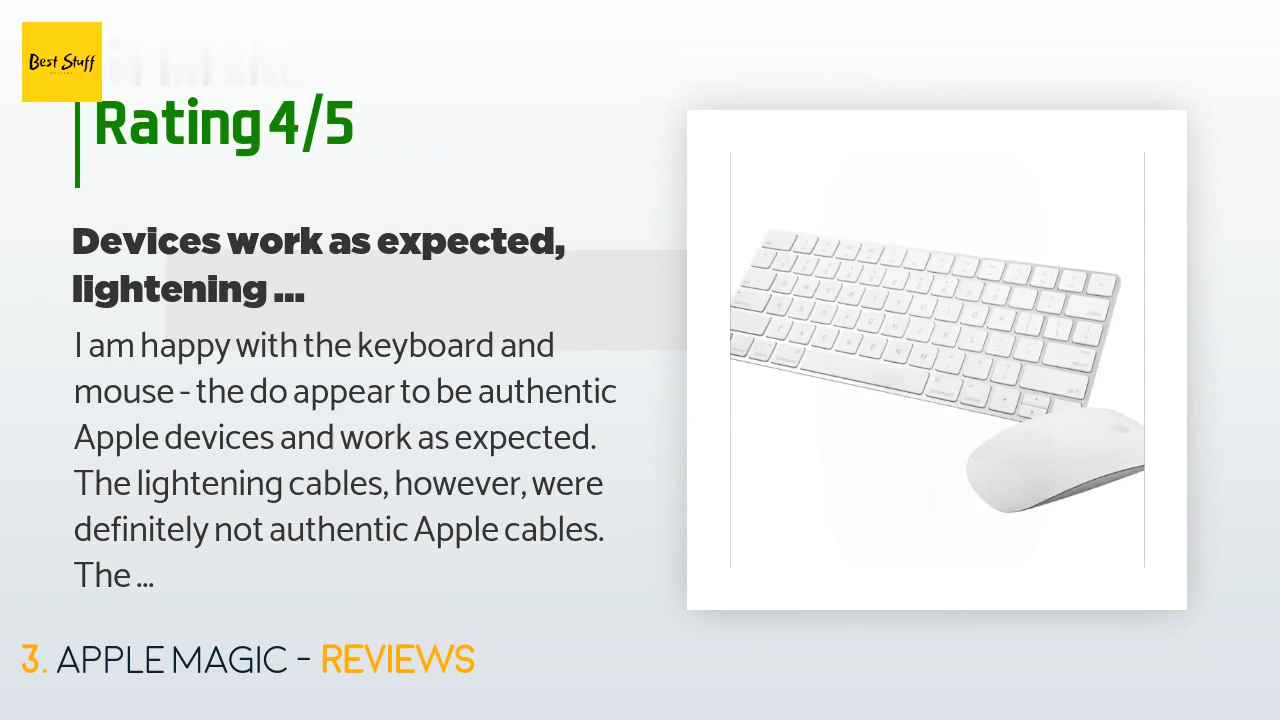 Best Stuff
Rating 4/5
Devices work as expected,
lightening ...
I am happy with the keyboard and
mouse - the do appear to be authentic
Apple devices and work as expected.
The lightening cables, however, were
definitely not authentic Apple cables.
The ...
3. APPLE MAGIC - REVIEWS